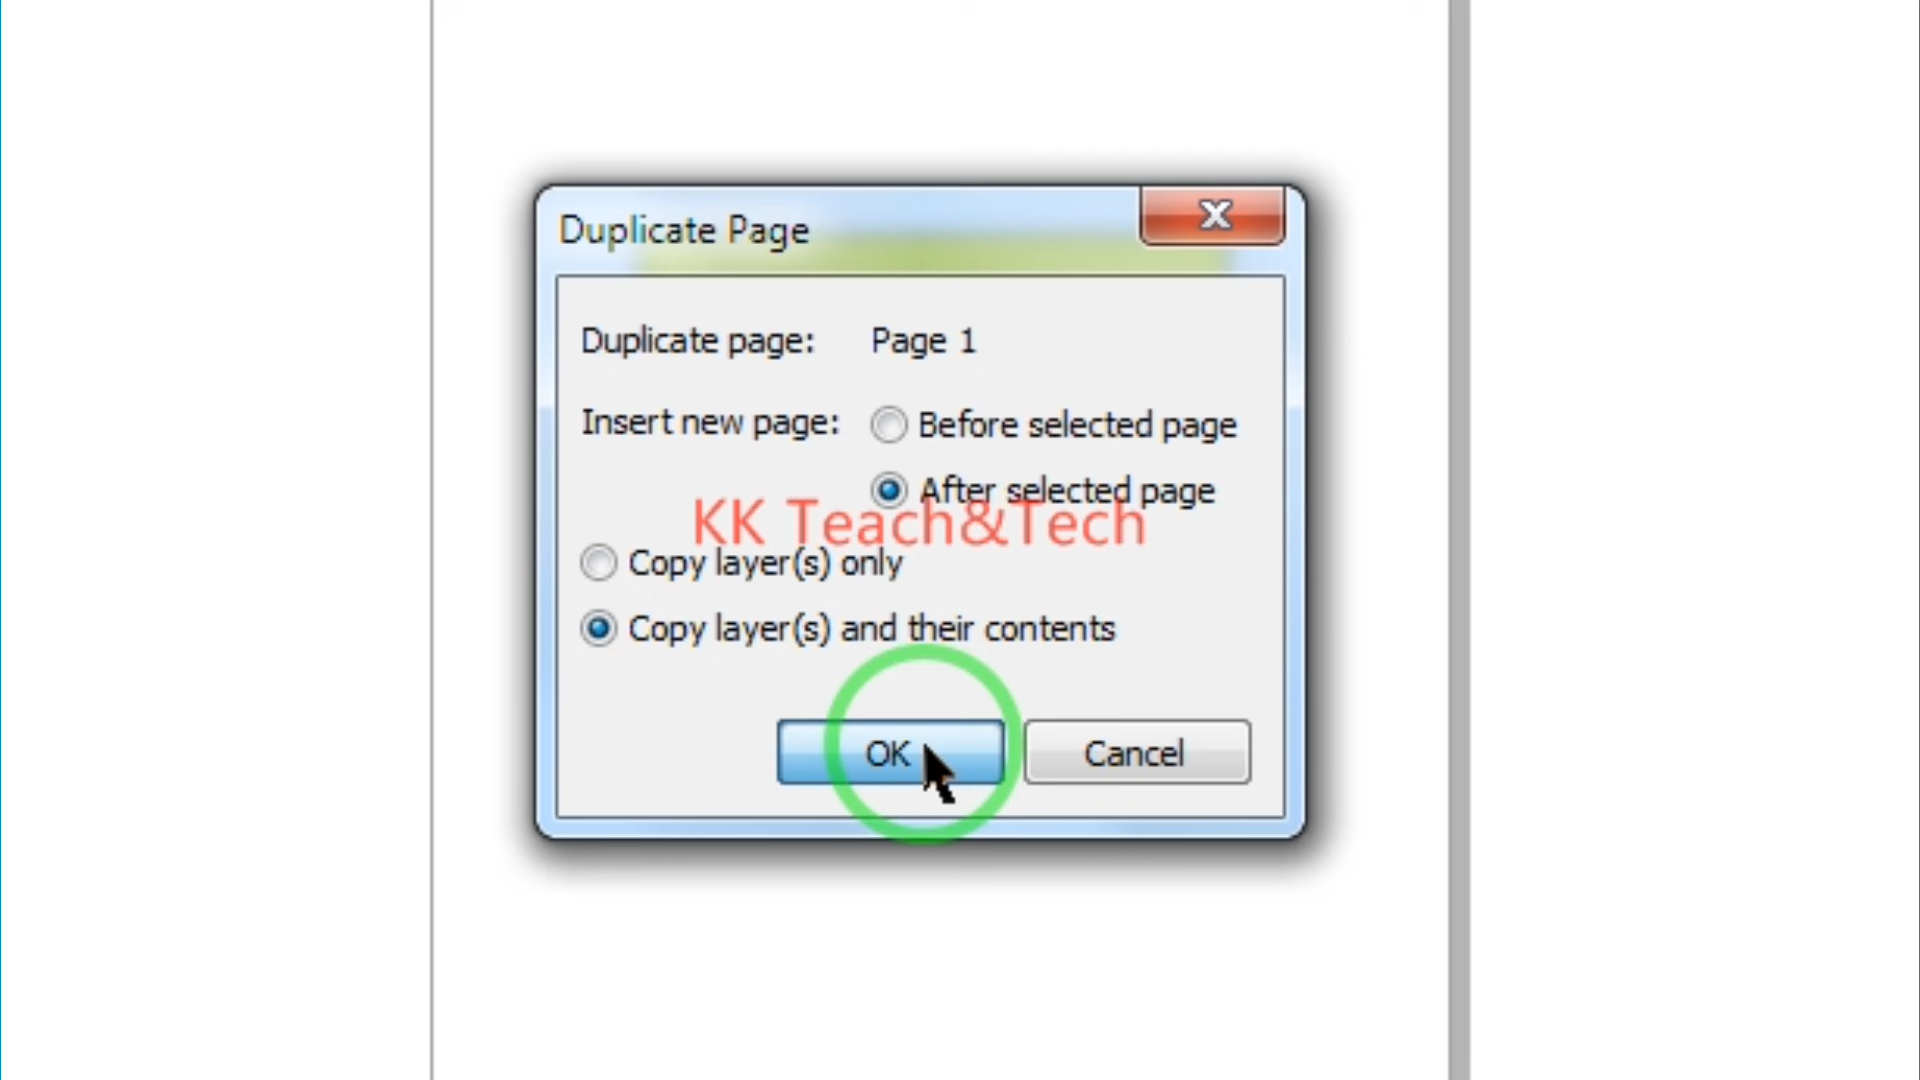 Duplicate Page
Duplicate page: Page 1
Insert new page: Before selected page
After selected page
KK Teach&Tech
Copy layer(s) only
Copy layer(s) and their contents
OK Cancel